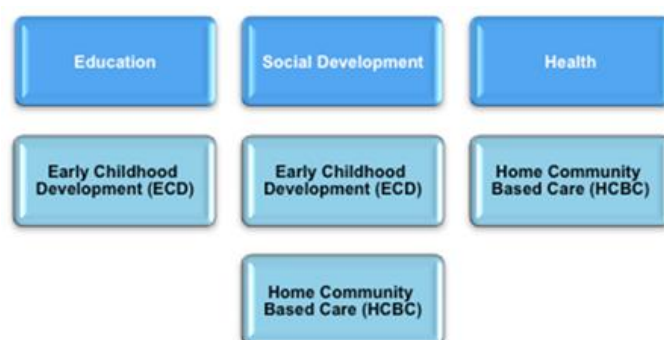 Education
Social Development
Health
Early Childhood
Development (ECD)
Early Childhood
Development (ECD)
Home Community
Based Care (HCBC)
Home Community
Based Care (HCBC)